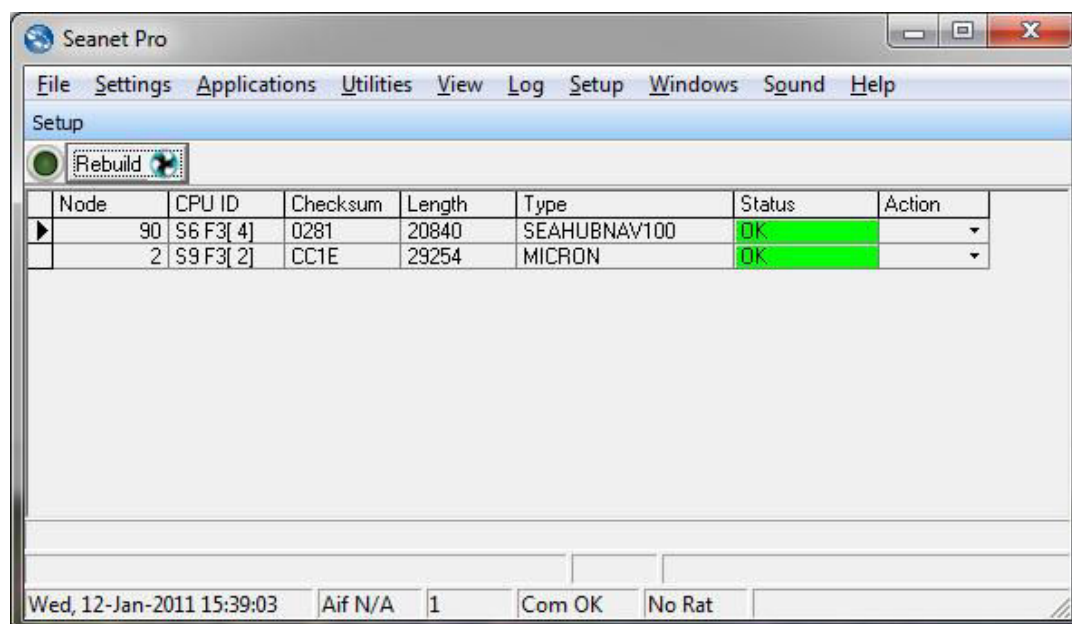 Seanet Pro
File Settings Applications Utilities View Log Setup Windows Sound Help
Setup
Rebuild
Node CPU ID Checksum Length Type Status Action
90 S6 F3[ 4] 0281 20840 SEAHUBNAV100 OK
2 S9 F3[ 2] CC1E 29254 MICRON OK
Wed, 12-Jan-2011 15:39:03 Aif N/A 1 Com OK No Rat